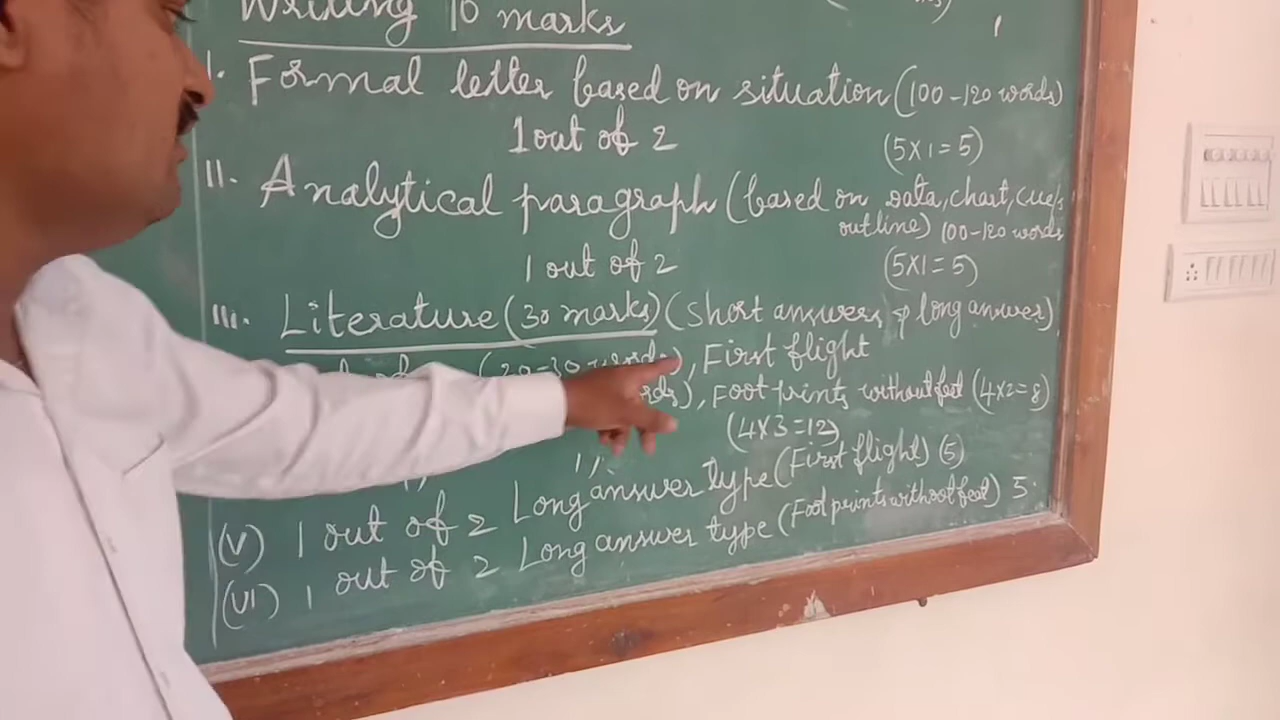 Writing 10 marks
I. Formal letter based on situation (100-120 words)
1 out of 2 (5x1=5)
II. Analytical paragraph (based on Data, chart, cue/s
outline) 100-120 words
1 out of 2 (5x1=5)
III. Literature (30 marks) (short answers & long answer)
(20-30 words), First flight
Foot prints without feet (4x2=8)
(4x3=12)
(V) 1 out of 2 Long answer type (First flight) (5)
(VI) 1 out of 2 Long answer type (Foot prints without feet) 5